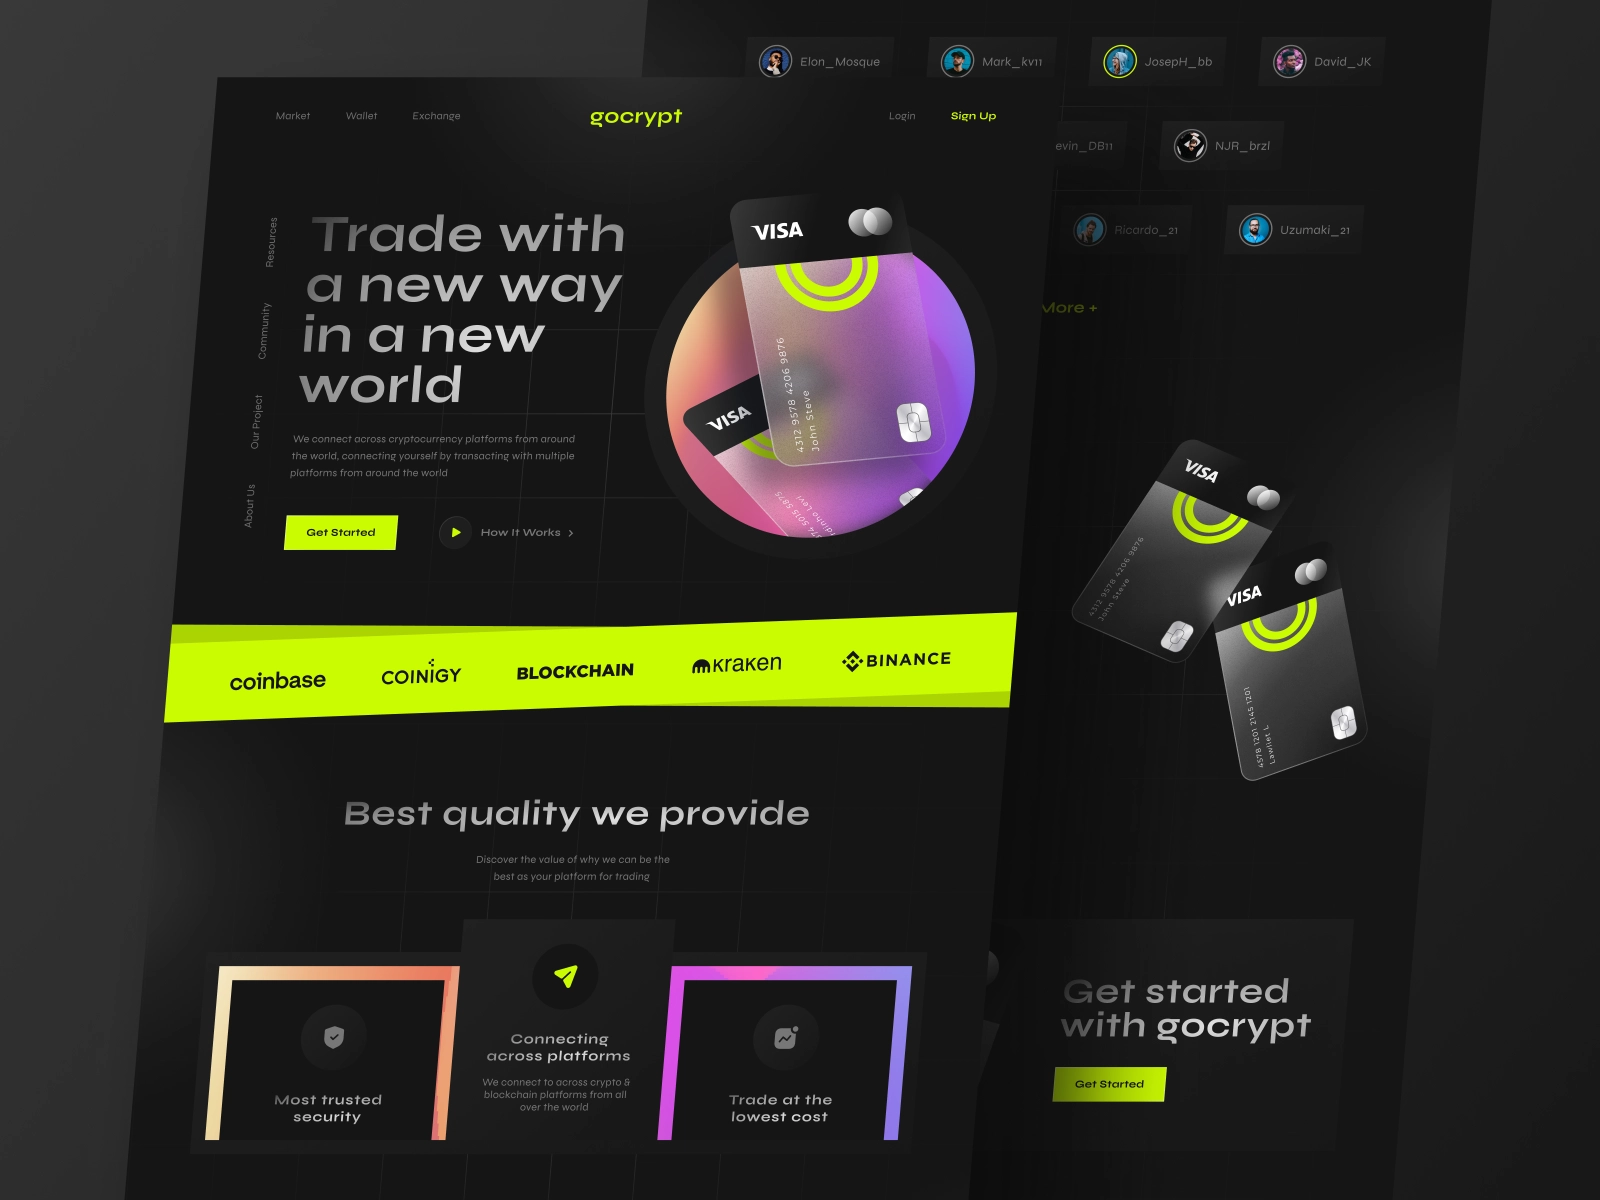 Elon_Mosque
Mark_kv11
JosepH_bb
David_JK
evin_DB11
NJR_brzl
Ricardo_21
Uzumaki_21
More +
Market
Wallet
Exchange
gocrypt
Login
Sign Up
Resources
Community
Our Project
About Us
Trade with
a new way
in a new
world
We connect across cryptocurrency platforms from around
the world, connecting yourself by transacting with multiple
platforms from around the world
Get Started
How It Works
VISA
4312 9578 4206 9876
John Steve
VISA
5015 5875
Levi
coinbase
COINIGY
BLOCKCHAIN
kraken
BINANCE
Best quality we provide
Discover the value of why we can be the
best as your platform for trading
Most trusted
security
Connecting
across platforms
We connect to across crypto &
blockchain platforms from all
over the world
Trade at the
lowest cost
VISA
4312 9578 4206 9876
John Steve
VISA
4578 1201 2145 1201
Lawliet L
Get started
with gocrypt
Get Started